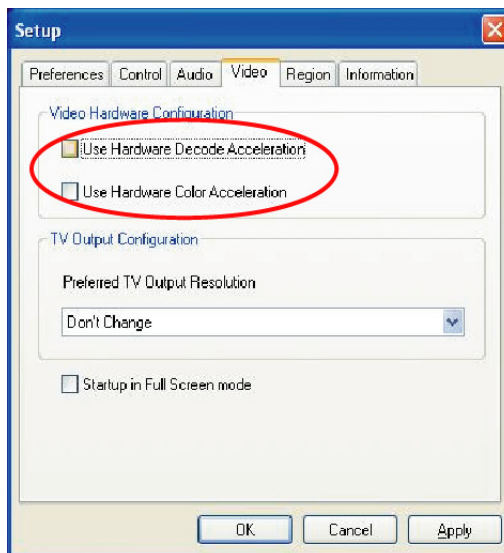 Setup
Preferences Control Audio Video Region Information
Video Hardware Configuration
Use Hardware Decode Acceleration
Use Hardware Color Acceleration
TV Output Configuration
Preferred TV Output Resolution
Don't Change
Startup in Full Screen mode
OK Cancel Apply